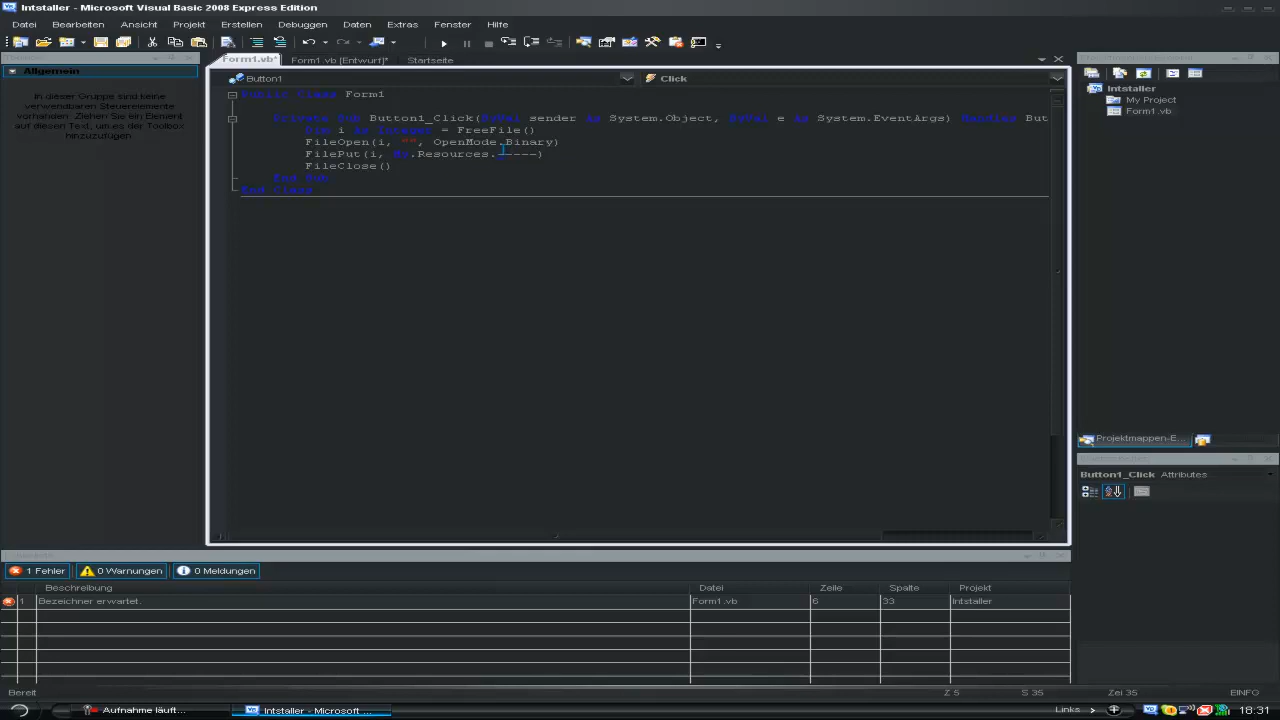 Intstaller - Microsoft Visual Basic 2008 Express Edition
Datei Bearbeiten Ansicht Projekt Erstellen Debuggen Daten Extras Fenster Hilfe
Form1.vb* Form1.vb [Entwurf]* Startseite
Allgemein
In dieser Gruppe sind keine
verwendbaren Steuerelemente
vorhanden. Ziehen Sie ein Element
auf diesen Text, um es der Toolbox
hinzuzufügen.
Button1 Click
Public Class Form1
Private Sub Button1_Click(ByVal sender As System.Object, ByVal e As System.EventArgs) Handles But
Dim i As Integer = FreeFile()
FileOpen(i, "", OpenMode.Binary)
FilePut(i, My.Resources.-----)
FileClose()
End Sub
End Class
Intstaller
My Project
Form1.vb
Projektmappen-E...
Button1_Click Attributes
1 Fehler 0 Warnungen 0 Meldungen
Beschreibung Datei Zeile Spalte Projekt
1 Bezeichner erwartet. Form1.vb 6 33 Intstaller
Bereit Z 5 S 35 Zei 35 EINFG
Aufnahme läuft... Intstaller - Microsoft ... Links 18:31